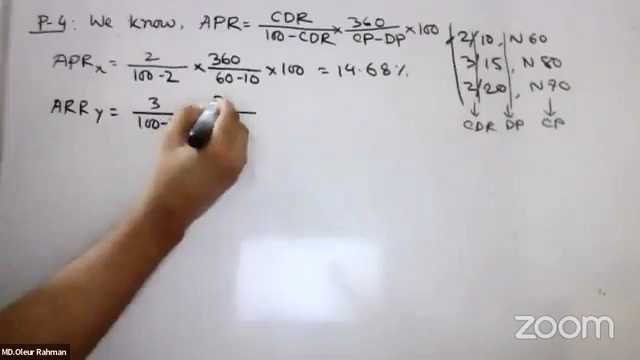 P-4: We know, APR = CDR / 100-CDR × 360 / CP-DP × 100
2/10, N 60
3/15, N 80
2/20, N 70
CDR DP CP
APRx = 2 / 100-2 × 360 / 60-10 × 100 = 14.68%
ARRy = 3 / 100-
zoom
MD.Oleur Rahman